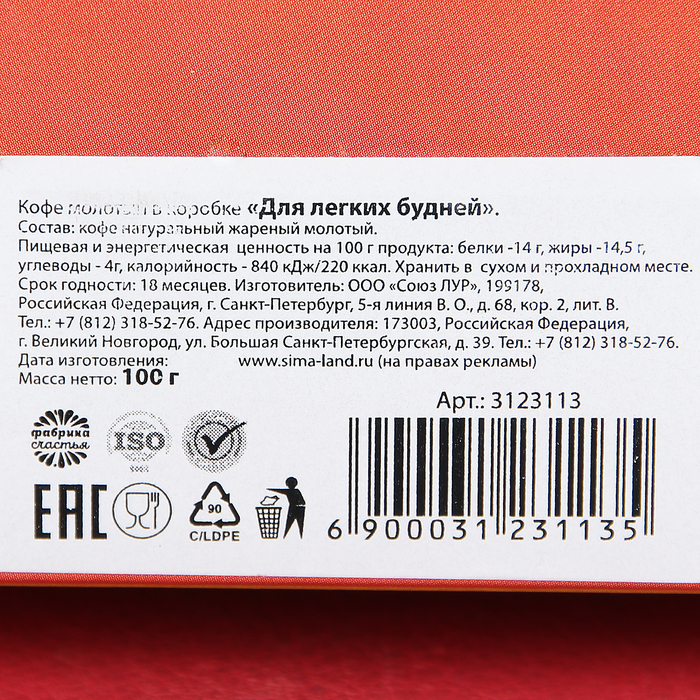 Кофе молотый в коробке «Для легких будней».
Состав: кофе натуральный жареный молотый.
Пищевая и энергетическая ценность на 100 г продукта: белки -14 г, жиры -14,5 г,
углеводы - 4г, калорийность - 840 кДж/220 ккал. Хранить в сухом и прохладном месте.
Срок годности: 18 месяцев. Изготовитель: ООО «Союз ЛУР», 199178,
Российская Федерация, г. Санкт-Петербург, 5-я линия В. О., д. 68, кор. 2, лит. В.
Тел.: +7 (812) 318-52-76. Адрес производителя: 173003, Российская Федерация,
г. Великий Новгород, ул. Большая Санкт-Петербургская, д. 39. Тел.: +7 (812) 318-52-76.
Дата изготовления: www.sima-land.ru (на правах рекламы)
Масса нетто: 100 г
Арт.: 3123113
фабрика
счастья
ISO
9001
EAC
90
C/LDPE
6 900031 231135